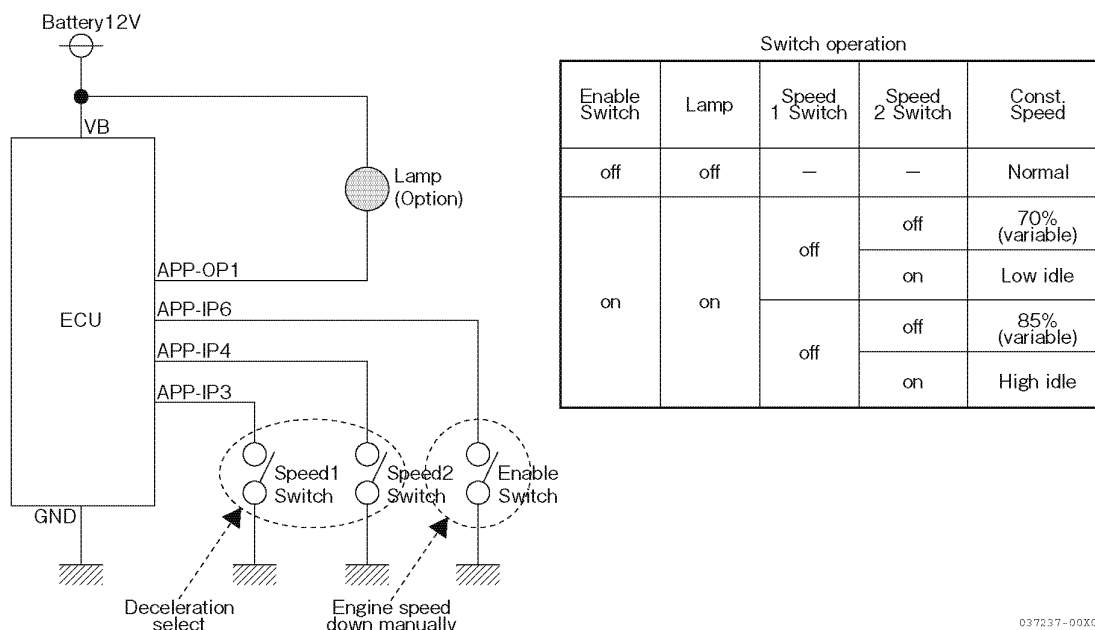 Battery12V
VB
Lamp
(Option)
APP-OP1
APP-IP6
ECU
APP-IP4
APP-IP3
Speed1
Switch
Speed2
Switch
Enable
Switch
GND
Deceleration
select
Engine speed
down manually
Switch operation
Enable
Switch
Lamp
Speed
1 Switch
Speed
2 Switch
Const.
Speed
off
off
—
—
Normal
on
on
off
off
70%
(variable)
on
Low idle
off
off
85%
(variable)
on
High idle